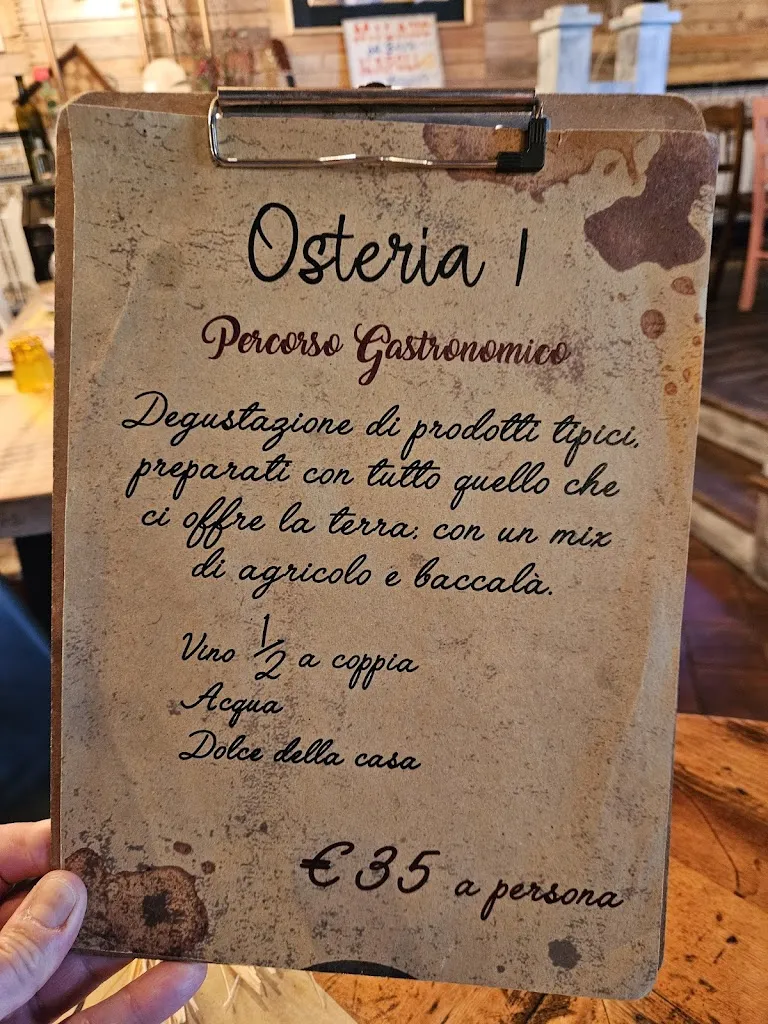 Osteria 1
Percorso Gastronomico
Degustazione di prodotti tipici,
preparati con tutto quello che
ci offre la terra: con un mix
di agricolo e baccalà.
Vino 1/2 a coppia
Acqua
Dolce della casa
€35 a persona